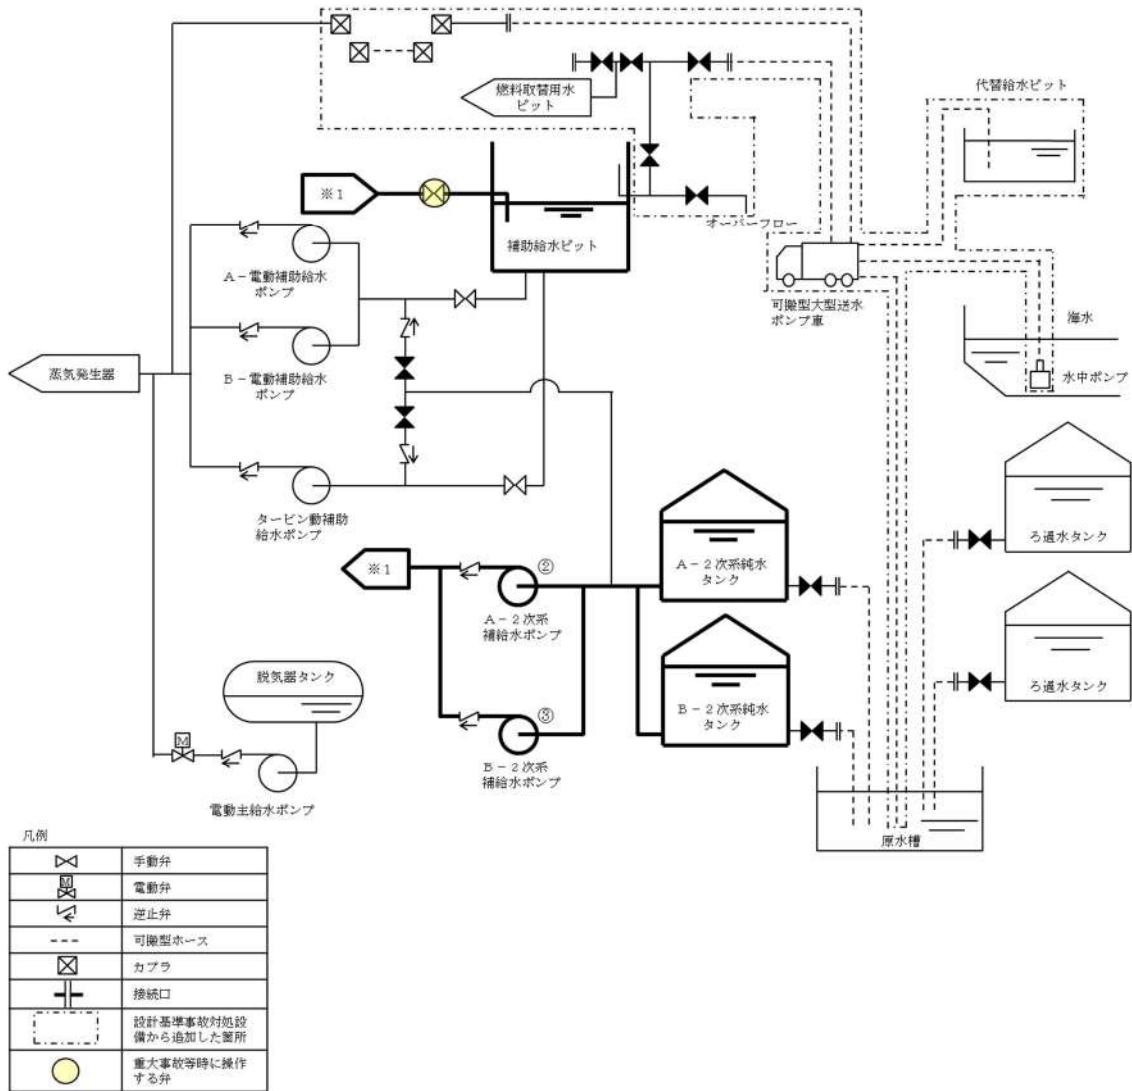 燃料取替用水
ピット
代替給水ピット
※1
オーバーフロー
補助給水ピット
A－電動補助給水
ポンプ
可搬型大型送水
ポンプ車
海水
B－電動補助給水
ポンプ
蒸気発生器
水中ポンプ
タービン動補助
給水ポンプ
ろ過水タンク
※1
②
A－2次系
補給水ポンプ
A－2次系純水
タンク
ろ過水タンク
脱気器タンク
③
B－2次系
補給水ポンプ
B－2次系純水
タンク
M
電動主給水ポンプ
原水槽
凡例
手動弁
M
電動弁
逆止弁
可搬型ホース
カプラ
接続口
設計基準事故対処設
備から追加した箇所
重大事故等時に操作
する弁